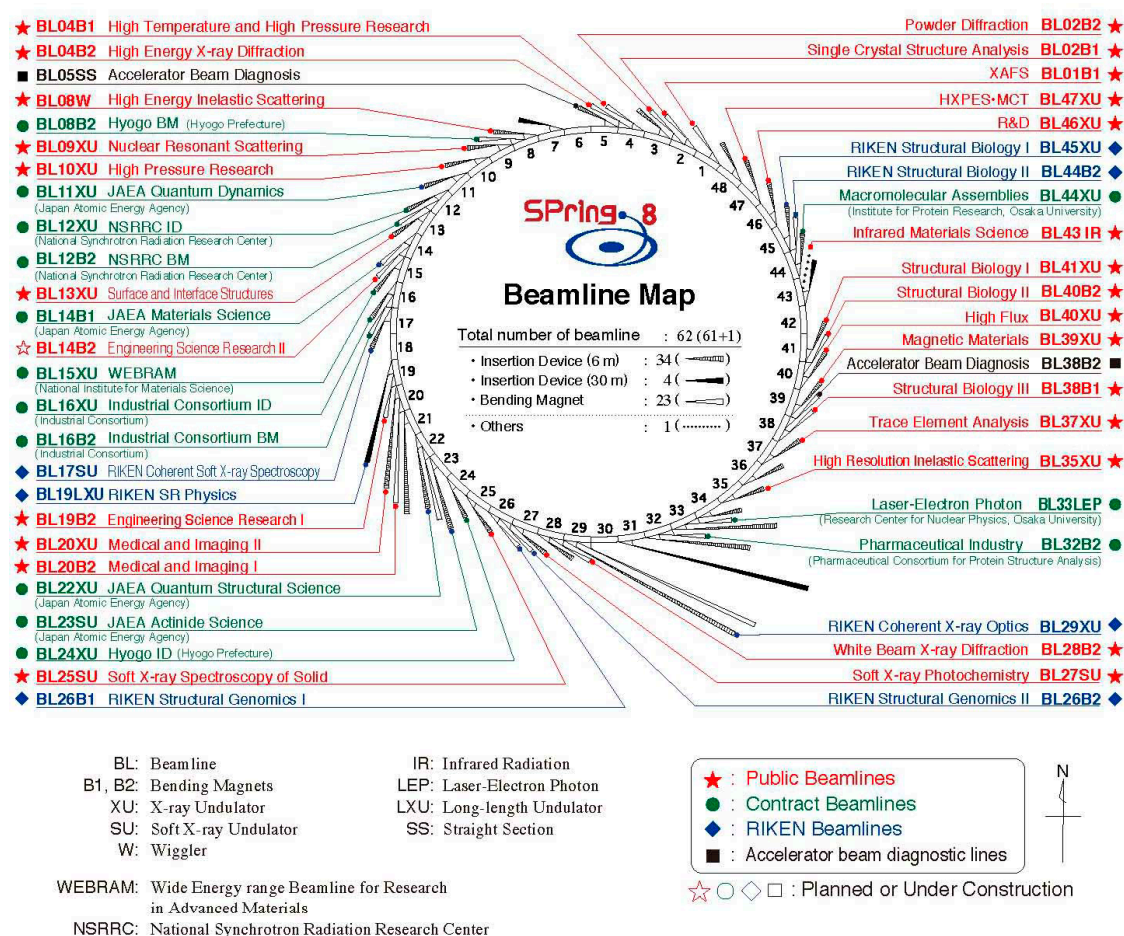 BL04B1 High Temperature and High Pressure Research
BL04B2 High Energy X-ray Diffraction
BL05SS Accelerator Beam Diagnosis
BL08W High Energy Inelastic Scattering
BL08B2 Hyogo BM (Hyogo Prefecture)
BL09XU Nuclear Resonant Scattering
BL10XU High Pressure Research
BL11XU JAEA Quantum Dynamics
(Japan Atomic Energy Agency)
BL12XU NSRRC ID
(National Synchrotron Radiation Research Center)
BL12B2 NSRRC BM
(National Synchrotron Radiation Research Center)
BL13XU Surface and Interface Structures
BL14B1 JAEA Materials Science
(Japan Atomic Energy Agency)
BL14B2 Engineering Science Research II
BL15XU WEBRAM
(National Institute for Materials Science)
BL16XU Industrial Consortium ID
(Industrial Consortium)
BL16B2 Industrial Consortium BM
(Industrial Consortium)
BL17SU RIKEN Coherent Soft X-ray Spectroscopy
BL19LXU RIKEN SR Physics
BL19B2 Engineering Science Research I
BL20XU Medical and Imaging II
BL20B2 Medical and Imaging I
BL22XU JAEA Quantum Structural Science
(Japan Atomic Energy Agency)
BL23SU JAEA Actinide Science
(Japan Atomic Energy Agency)
BL24XU Hyogo ID (Hyogo Prefecture)
BL25SU Soft X-ray Spectroscopy of Solid
BL26B1 RIKEN Structural Genomics I
Powder Diffraction BL02B2
Single Crystal Structure Analysis BL02B1
XAFS BL01B1
HXPES•MCT BL47XU
R&D BL46XU
RIKEN Structural Biology I BL45XU
RIKEN Structural Biology II BL44B2
Macromolecular Assemblies BL44XU
(Institute for Protein Research, Osaka University)
Infrared Materials Science BL43 IR
Structural Biology I BL41XU
Structural Biology II BL40B2
High Flux BL40XU
Magnetic Materials BL39XU
Accelerator Beam Diagnosis BL38B2
Structural Biology III BL38B1
Trace Element Analysis BL37XU
High Resolution Inelastic Scattering BL35XU
Laser-Electron Photon BL33LEP
(Research Center for Nuclear Physics, Osaka University)
Pharmaceutical Industry BL32B2
(Pharmaceutical Consortium for Protein Structure Analysis)
RIKEN Coherent X-ray Optics BL29XU
White Beam X-ray Diffraction BL28B2
Soft X-ray Photochemistry BL27SU
RIKEN Structural Genomics II BL26B2
1
2
3
4
5
6
7
8
9
10
11
12
13
14
15
16
17
18
19
20
21
22
23
24
25
26
27
28
29
30
31
32
33
34
35
36
37
38
39
40
41
42
43
44
45
46
47
48
SPring-8
Beamline Map
Total number of beamline : 62 (61+1)
• Insertion Device (6 m) : 34 ( )
• Insertion Device (30 m) : 4 ( )
• Bending Magnet : 23 ( )
• Others : 1 ( )
BL: Beamline
B1, B2: Bending Magnets
XU: X-ray Undulator
SU: Soft X-ray Undulator
W: Wiggler
IR: Infrared Radiation
LEP: Laser-Electron Photon
LXU: Long-length Undulator
SS: Straight Section
WEBRAM: Wide Energy range Beamline for Research
in Advanced Materials
NSRRC: National Synchrotron Radiation Research Center
★ : Public Beamlines
● : Contract Beamlines
◆ : RIKEN Beamlines
■ : Accelerator beam diagnostic lines
☆ ○ ◇ □ : Planned or Under Construction
N